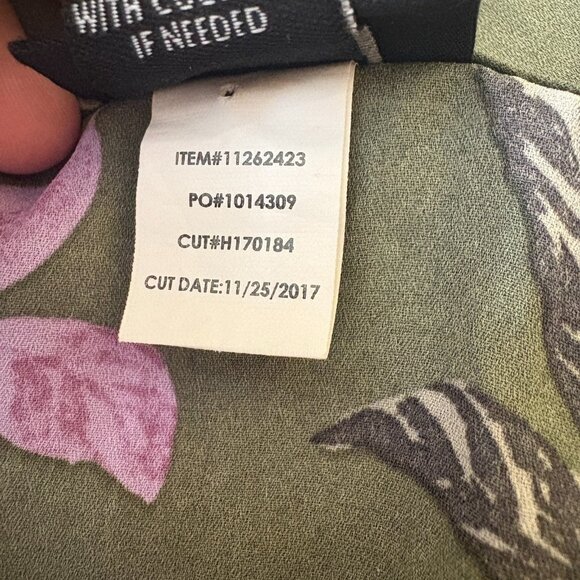 WITH
IF NEEDED
ITEM#11262423
PO#1014309
CUT#H170184
CUT DATE:11/25/2017